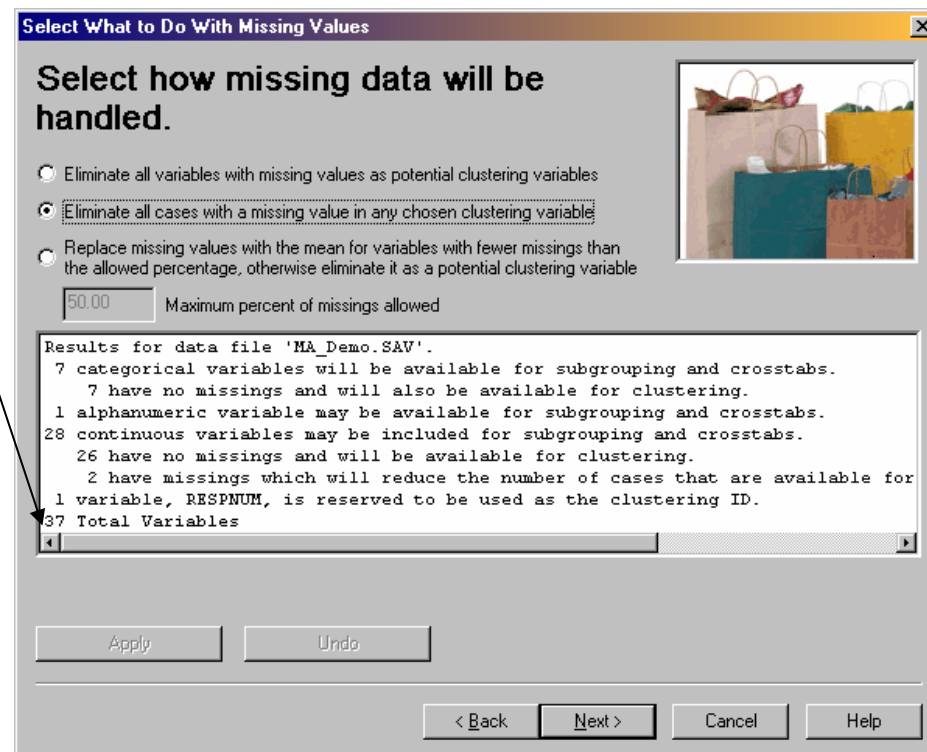 Select What to Do With Missing Values
Select how missing data will be
handled.
Eliminate all variables with missing values as potential clustering variables
Eliminate all cases with a missing value in any chosen clustering variable
Replace missing values with the mean for variables with fewer missings than
the allowed percentage, otherwise eliminate it as a potential clustering variable
50.00 Maximum percent of missings allowed
Results for data file 'MA_Demo.SAV'.
7 categorical variables will be available for subgrouping and crosstabs.
7 have no missings and will also be available for clustering.
1 alphanumeric variable may be available for subgrouping and crosstabs.
28 continuous variables may be included for subgrouping and crosstabs.
26 have no missings and will be available for clustering.
2 have missings which will reduce the number of cases that are available for
1 variable, RESPNUM, is reserved to be used as the clustering ID.
37 Total Variables
Apply Undo
< Back Next > Cancel Help